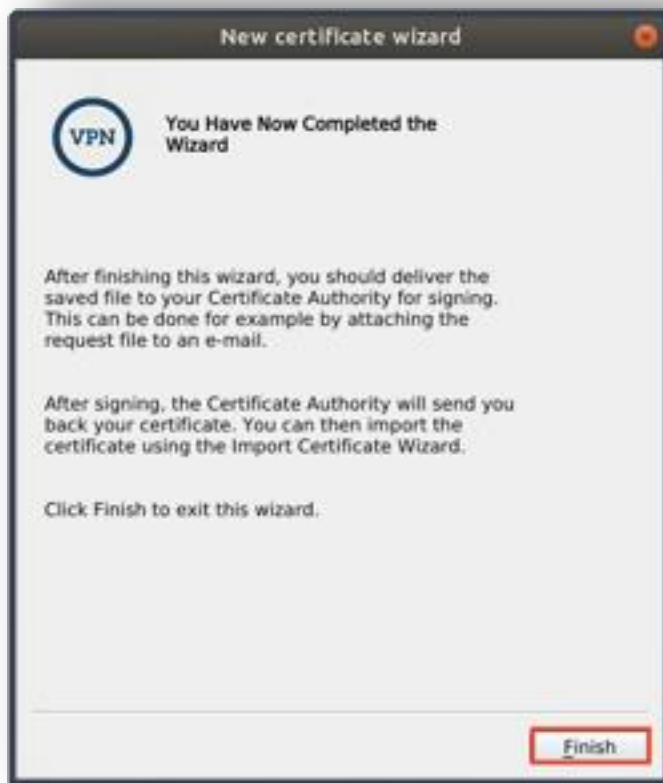 New certificate wizard
VPN
You Have Now Completed the
Wizard
After finishing this wizard, you should deliver the
saved file to your Certificate Authority for signing.
This can be done for example by attaching the
request file to an e-mail.
After signing, the Certificate Authority will send you
back your certificate. You can then import the
certificate using the Import Certificate Wizard.
Click Finish to exit this wizard.
Finish